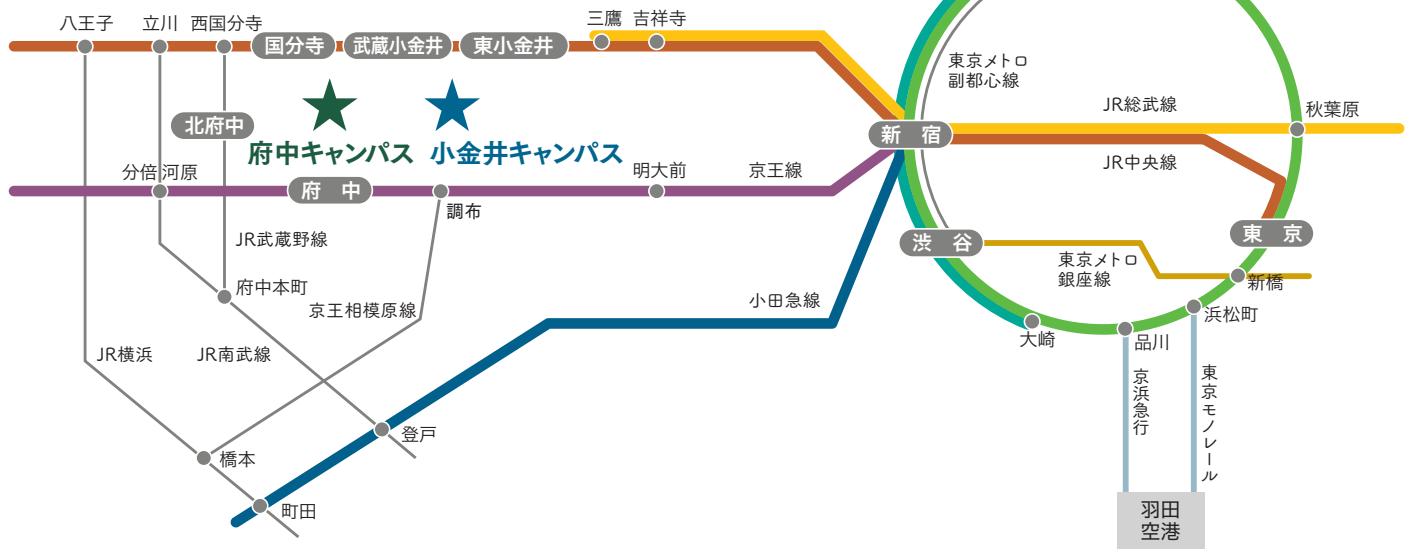 八王子
立川
西国分寺
国分寺
武蔵小金井
東小金井
三鷹
吉祥寺
東京メトロ
副都心線
北府中
府中キャンパス
小金井キャンパス
新宿
JR総武線
秋葉原
JR中央線
分倍河原
府中
調布
明大前
京王線
JR武蔵野線
渋谷
東京
東京メトロ
銀座線
新橋
府中本町
京王相模原線
小田急線
浜松町
大崎
品川
JR横浜
JR南武線
京浜急行
東京モノレール
登戸
橋本
町田
羽田
空港